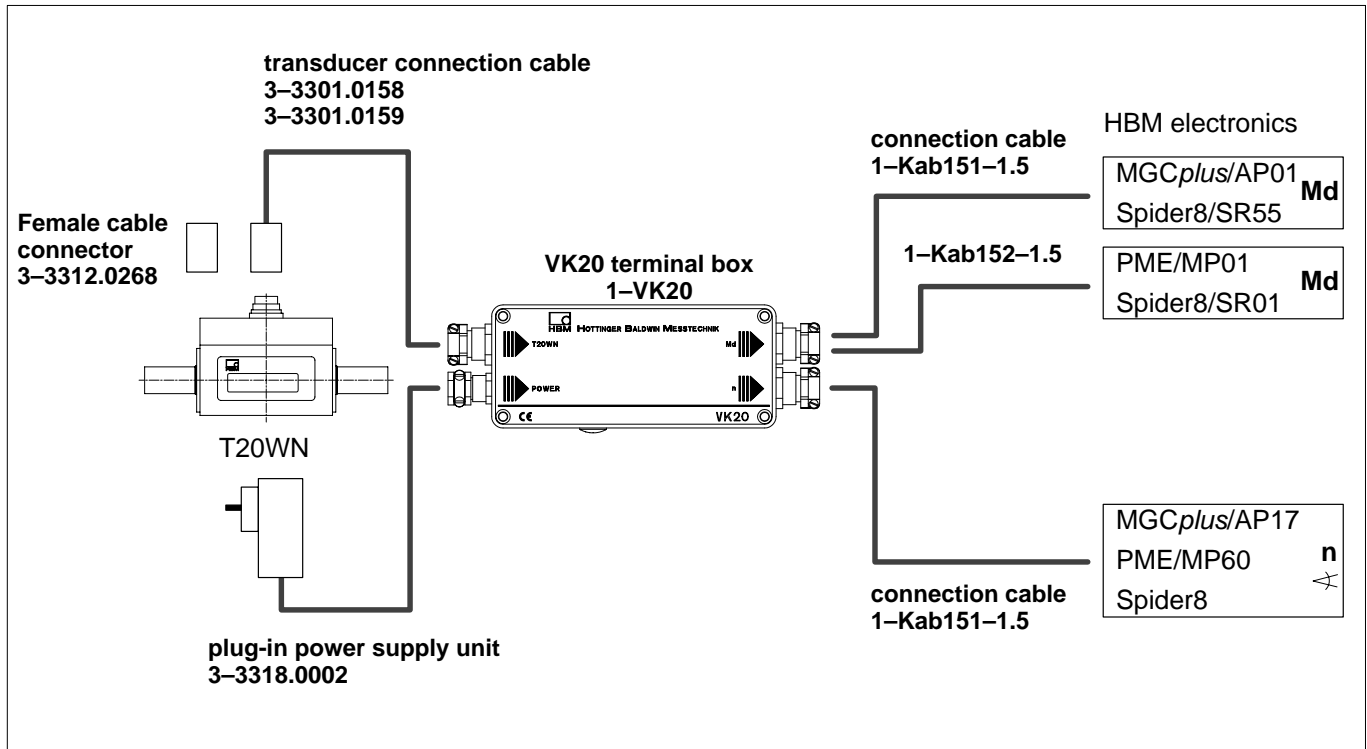 transducer connection cable
3–3301.0158
3–3301.0159
Female cable
connector
3–3312.0268
T20WN
plug-in power supply unit
3–3318.0002
VK20 terminal box
1–VK20
HBM HOTTINGER BALDWIN MESSTECHNIK
T20WN
Md
POWER
n
CE
VK20
connection cable
1–Kab151–1.5
1–Kab152–1.5
connection cable
1–Kab151–1.5
HBM electronics
MGCplus/AP01 Md
Spider8/SR55
PME/MP01 Md
Spider8/SR01
MGCplus/AP17
PME/MP60 n
Spider8